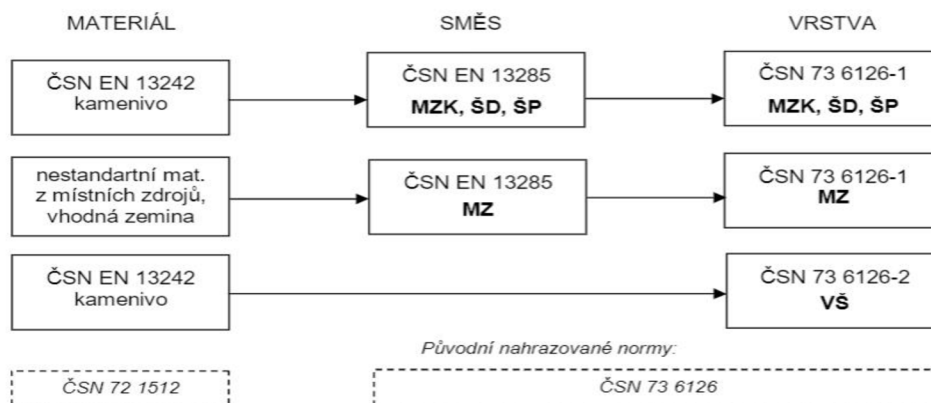 MATERIÁL
SMĚS
VRSTVA
ČSN EN 13242
kamenivo
ČSN EN 13285
MZK, ŠD, ŠP
ČSN 73 6126-1
MZK, ŠD, ŠP
nestandartní mat.
z místních zdrojů,
vhodná zemina
ČSN EN 13285
MZ
ČSN 73 6126-1
MZ
ČSN EN 13242
kamenivo
ČSN 73 6126-2
VŠ
Původní nahrazované normy:
ČSN 72 1512
ČSN 73 6126